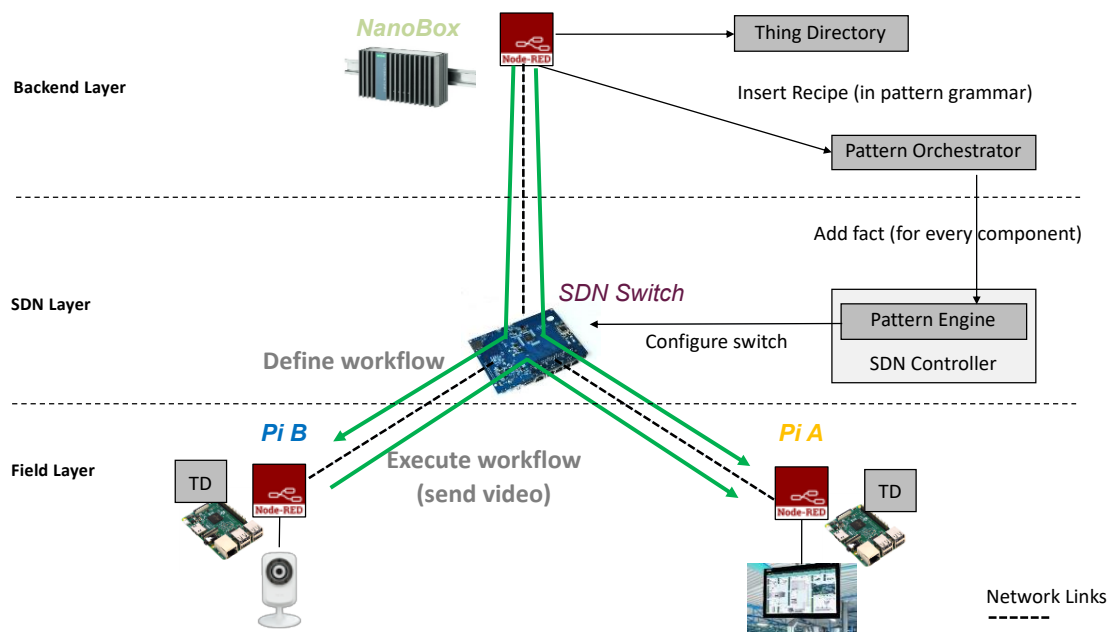 NanoBox
Node-RED
Thing Directory
Backend Layer
Insert Recipe (in pattern grammar)
Pattern Orchestrator
Add fact (for every component)
SDN Layer
SDN Switch
Pattern Engine
Configure switch
SDN Controller
Define workflow
Pi B
Pi A
Field Layer
Execute workflow
(send video)
TD
Node-RED
Node-RED
TD
Network Links